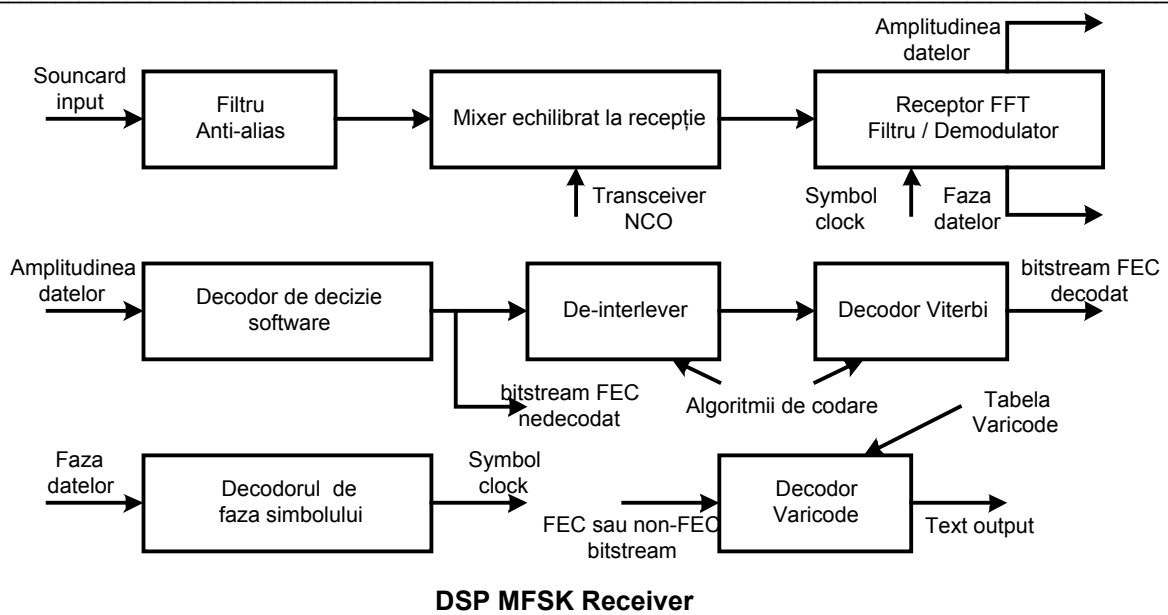 Amplitudinea
datelor
Souncard
input
Filtru
Anti-alias
Mixer echilibrat la recepție
Receptor FFT
Filtru / Demodulator
Transceiver
NCO
Symbol
clock
Faza
datelor
Amplitudinea
datelor
Decodor de decizie
software
De-interlever
Decodor Viterbi
bitstream FEC
decodat
bitstream FEC
nedecodat
Algoritmii de codare
Tabela
Varicode
Faza
datelor
Decodorul de
faza simbolului
Symbol
clock
FEC sau non-FEC
bitstream
Decodor
Varicode
Text output
DSP MFSK Receiver